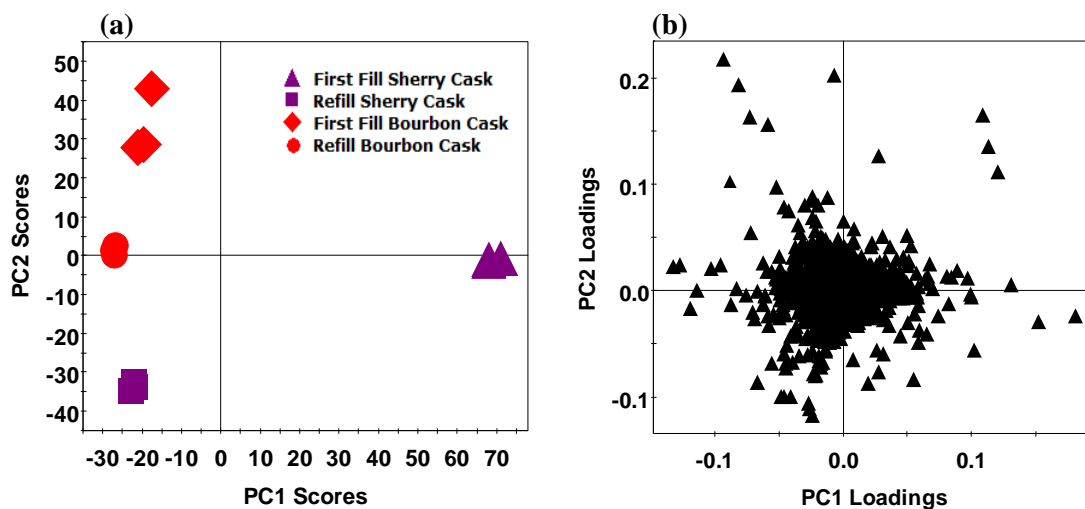 (a)
50
40
30
20
10
0
-10
-20
-30
-40
PC2 Scores
-30 -20 -10 0 10 20 30 40 50 60 70
PC1 Scores
First Fill Sherry Cask
Refill Sherry Cask
First Fill Bourbon Cask
Refill Bourbon Cask
(b)
0.2
0.1
0.0
-0.1
PC2 Loadings
-0.1 0.0 0.1
PC1 Loadings